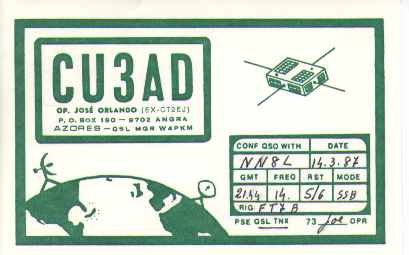 CU3AD
OP. JOSÉ ORLANDO (EX-CT2EJ)
P. O. BOX 190 – 9702 ANGRA
AZORES – QSL MGR W4PKM
CONF QSO WITH DATE
NN8L 14.3.87
GMT FREQ RST MODE
21.44 14. 5/6 SSB
RIG: FT7B
PSE QSL TNX 73 Joe OPR